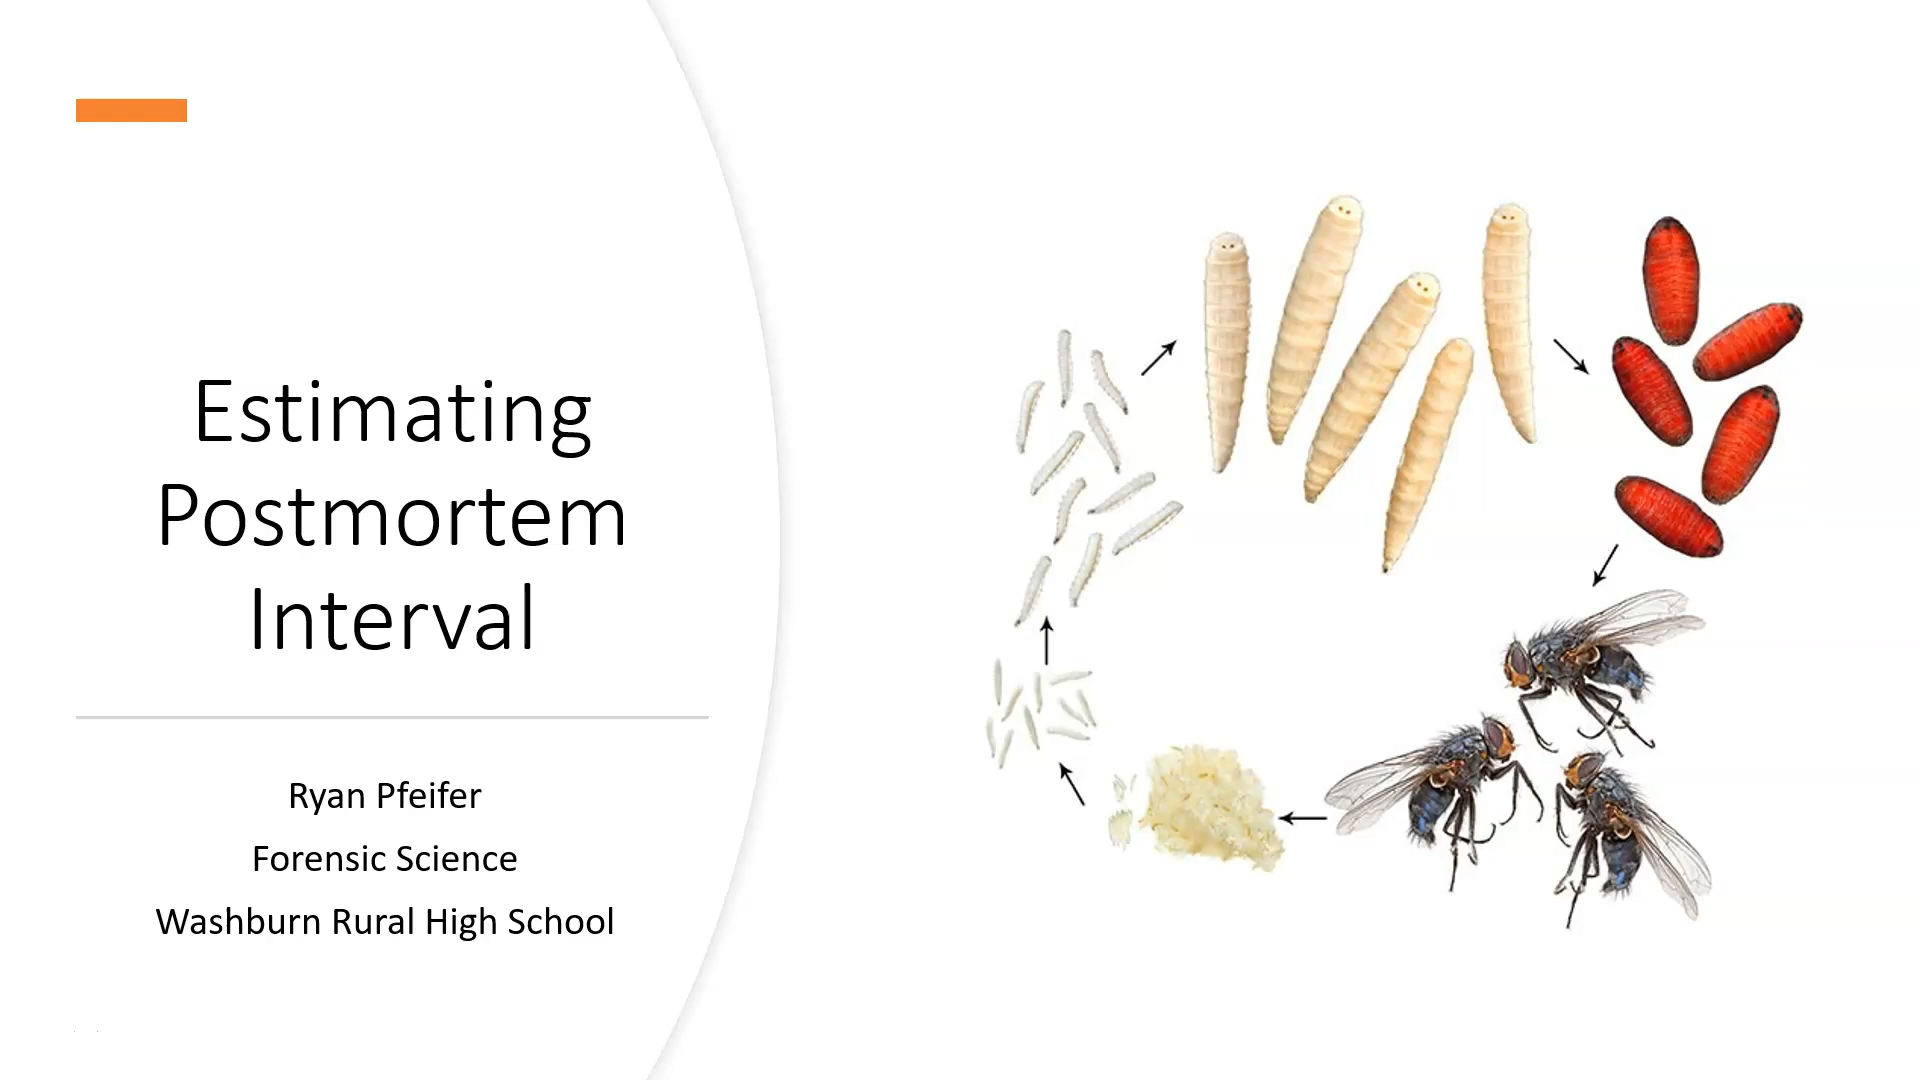 Estimating
Postmortem
Interval
Ryan Pfeifer
Forensic Science
Washburn Rural High School